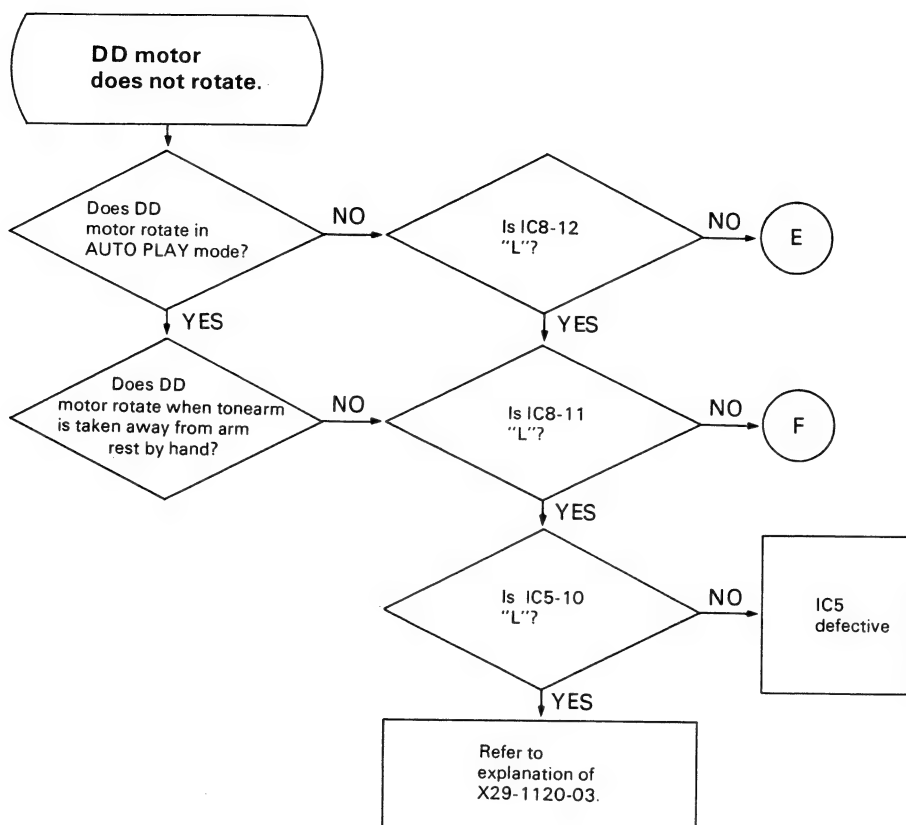 DD motor
does not rotate.
Does DD
motor rotate in
AUTO PLAY mode?
NO
Is IC8-12
"L"?
NO
E
YES
YES
Does DD
motor rotate when tonearm
is taken away from arm
rest by hand?
NO
Is IC8-11
"L"?
NO
F
YES
Is IC5-10
"L"?
NO
IC5
defective
YES
Refer to
explanation of
X29-1120-03.